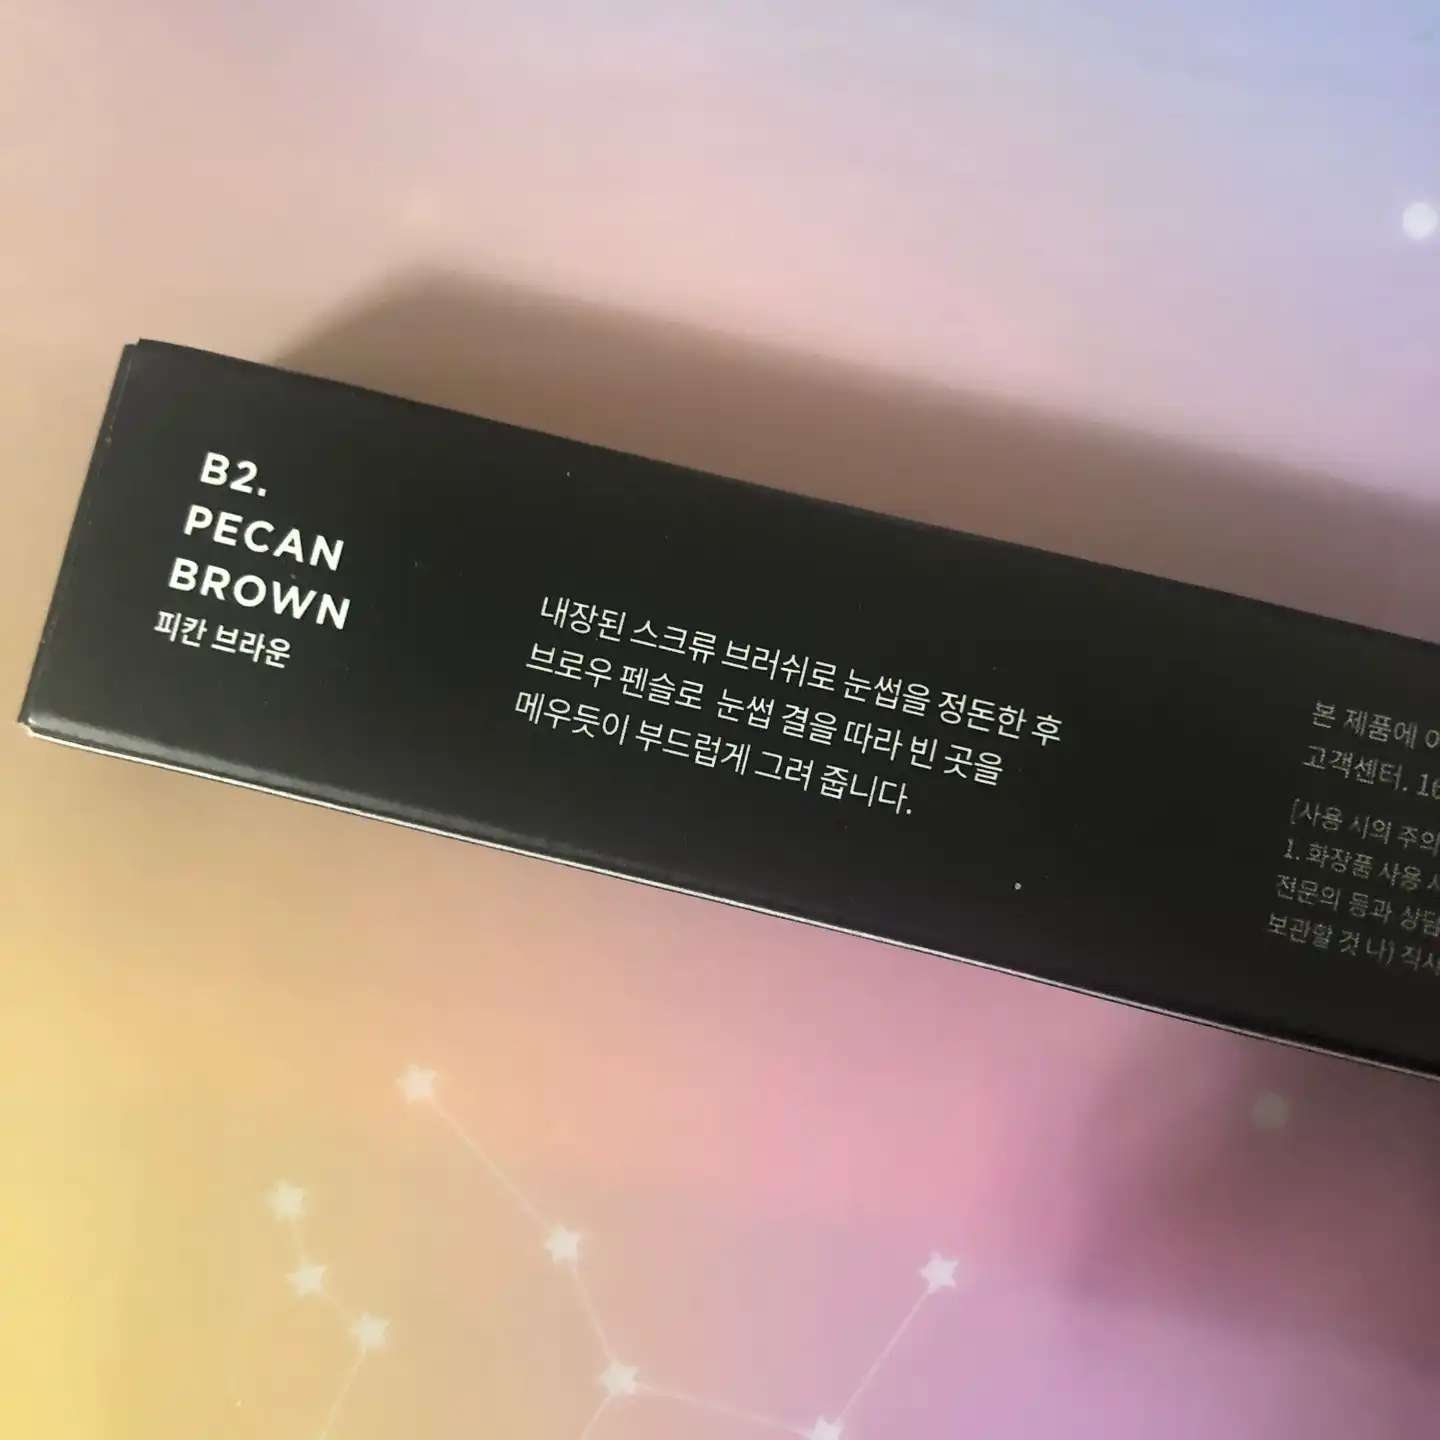 B2.
PECAN
BROWN
피칸 브라운
내장된 스크류 브러쉬로 눈썹을 정돈한 후
브로우 펜슬로 눈썹 결을 따라 빈 곳을
메우듯이 부드럽게 그려 줍니다.
본 제품에
고객센터. 16
[사용 시의 주의
1. 화장품 사용
전문의 등과 상담
보관할 것 나) 직사